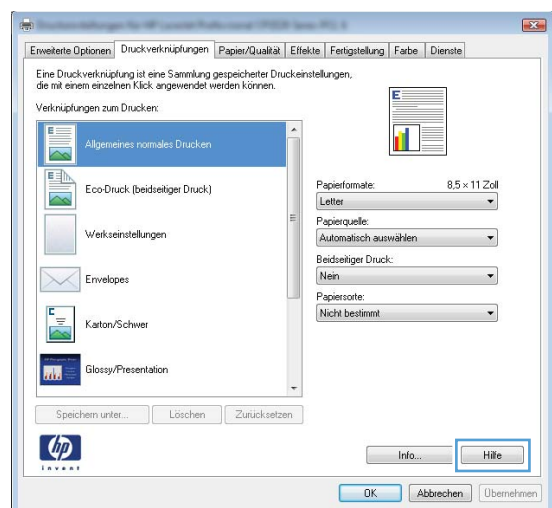 Erweiterte Optionen Druckverknüpfungen Papier/Qualität Effekte Fertigstellung Farbe Dienste
Eine Druckverknüpfung ist eine Sammlung gespeicherter Druckeinstellungen,
die mit einem einzelnen Klick angewendet werden können.
Verknüpfungen zum Drucken:
Allgemeines normales Drucken
Eco-Druck (beidseitiger Druck)
Werkseinstellungen
Envelopes
Karton/Schwer
Glossy/Presentation
Papierformate: 8,5 × 11 Zoll
Letter
Papierquelle:
Automatisch auswählen
Beidseitiger Druck:
Nein
Papiersorte:
Nicht bestimmt
Speichern unter... Löschen Zurücksetzen
hp
invent
Info... Hilfe
OK Abbrechen Übernehmen